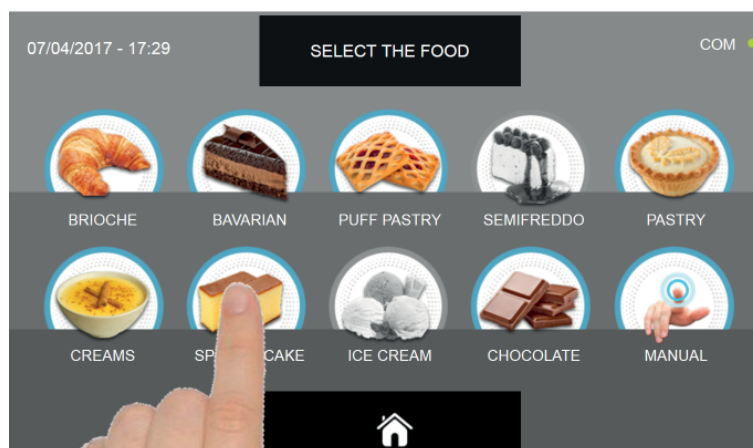 07/04/2017 - 17:29
SELECT THE FOOD
COM
BRIOCHE
BAVARIAN
PUFF PASTRY
SEMIFREDDO
PASTRY
CREAMS
SP CAKE
ICE CREAM
CHOCOLATE
MANUAL